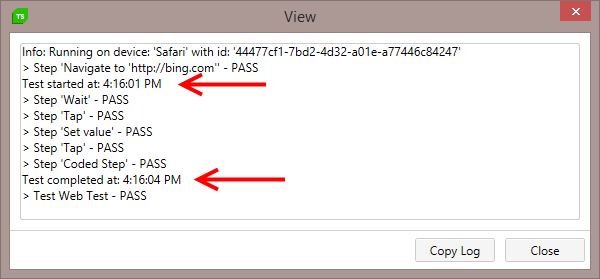 TS
View
Info: Running on device: 'Safari' with id: '44477cf1-7bd2-4d32-a01e-a77446c84247'
> Step 'Navigate to 'http://bing.com'' - PASS
Test started at: 4:16:01 PM
> Step 'Wait' - PASS
> Step 'Tap' - PASS
> Step 'Set value' - PASS
> Step 'Tap' - PASS
> Step 'Coded Step' - PASS
Test completed at: 4:16:04 PM
> Test Web Test - PASS
Copy Log
Close